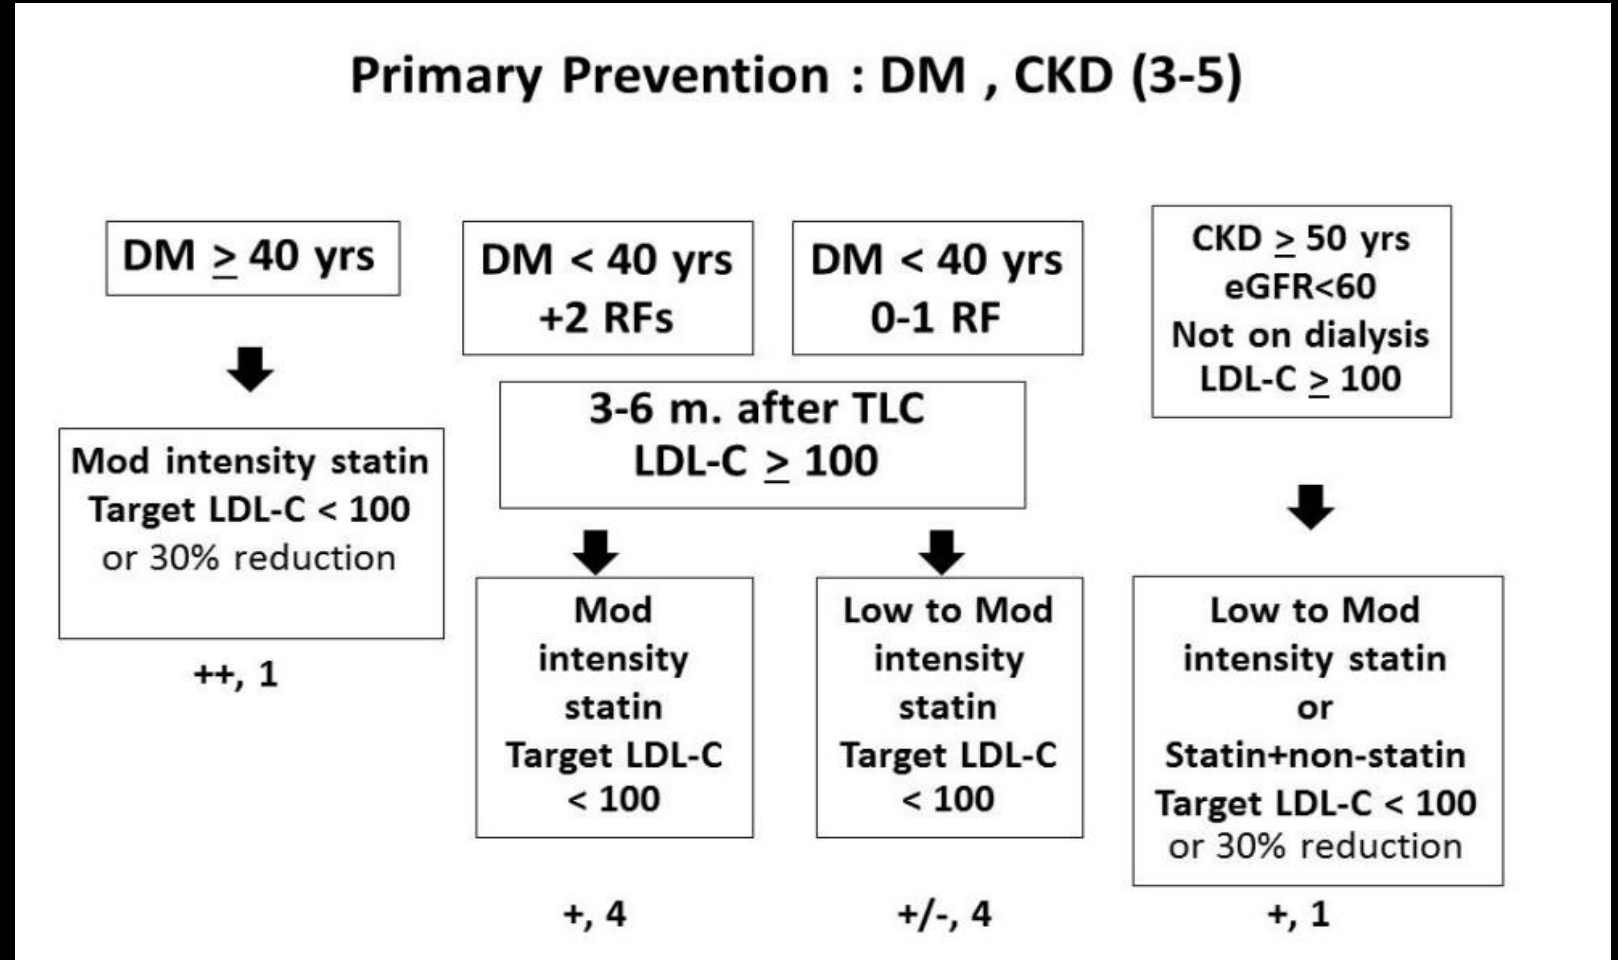 Primary Prevention : DM , CKD (3-5)
DM ≥ 40 yrs
Mod intensity statin
Target LDL-C < 100
or 30% reduction
++, 1
DM < 40 yrs
+2 RFs
DM < 40 yrs
0-1 RF
3-6 m. after TLC
LDL-C ≥ 100
Mod
intensity
statin
Target LDL-C
< 100
+, 4
Low to Mod
intensity
statin
Target LDL-C
< 100
+/-, 4
CKD ≥ 50 yrs
eGFR<60
Not on dialysis
LDL-C ≥ 100
Low to Mod
intensity statin
or
Statin+non-statin
Target LDL-C < 100
or 30% reduction
+, 1